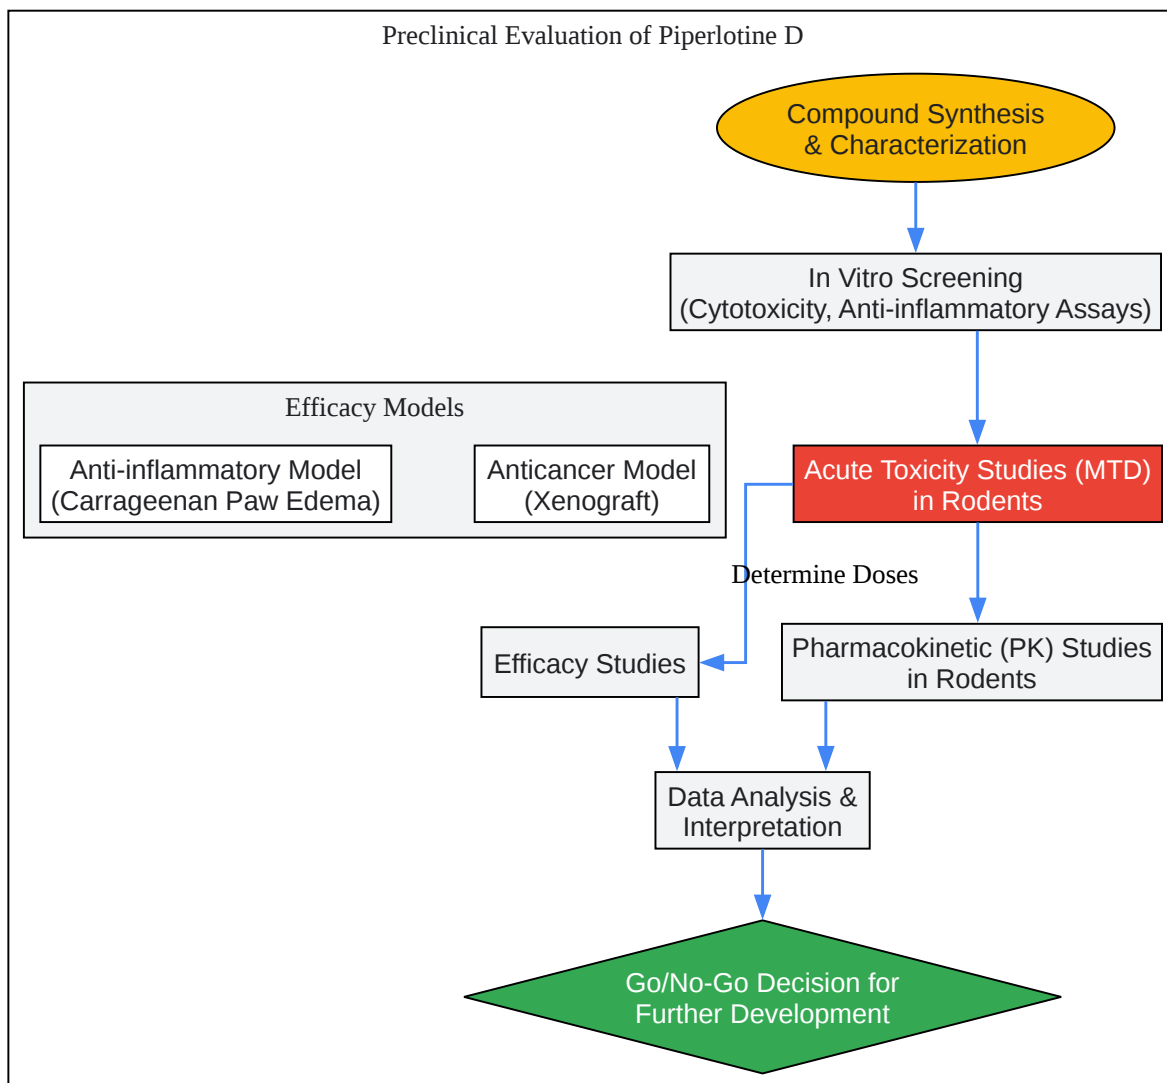 Preclinical Evaluation of Piperlotine D
Compound Synthesis
& Characterization
In Vitro Screening
(Cytotoxicity, Anti-inflammatory Assays)
Efficacy Models
Anti-inflammatory Model
(Carrageenan Paw Edema)
Anticancer Model
(Xenograft)
Acute Toxicity Studies (MTD)
in Rodents
Determine Doses
Efficacy Studies
Pharmacokinetic (PK) Studies
in Rodents
Data Analysis &
Interpretation
Go/No-Go Decision for
Further Development